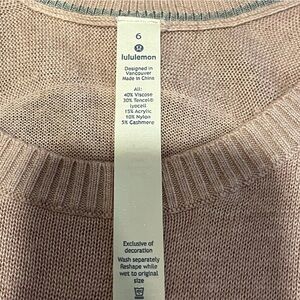 6
12
lululemon
Designed in
Vancouver
Made in China
All:
40% Viscose
30% Tencel®
lyocell
15% Acrylic
10% Nylon
5% Cashmere
Exclusive of
decoration
Wash separately
Reshape while
wet to original
size